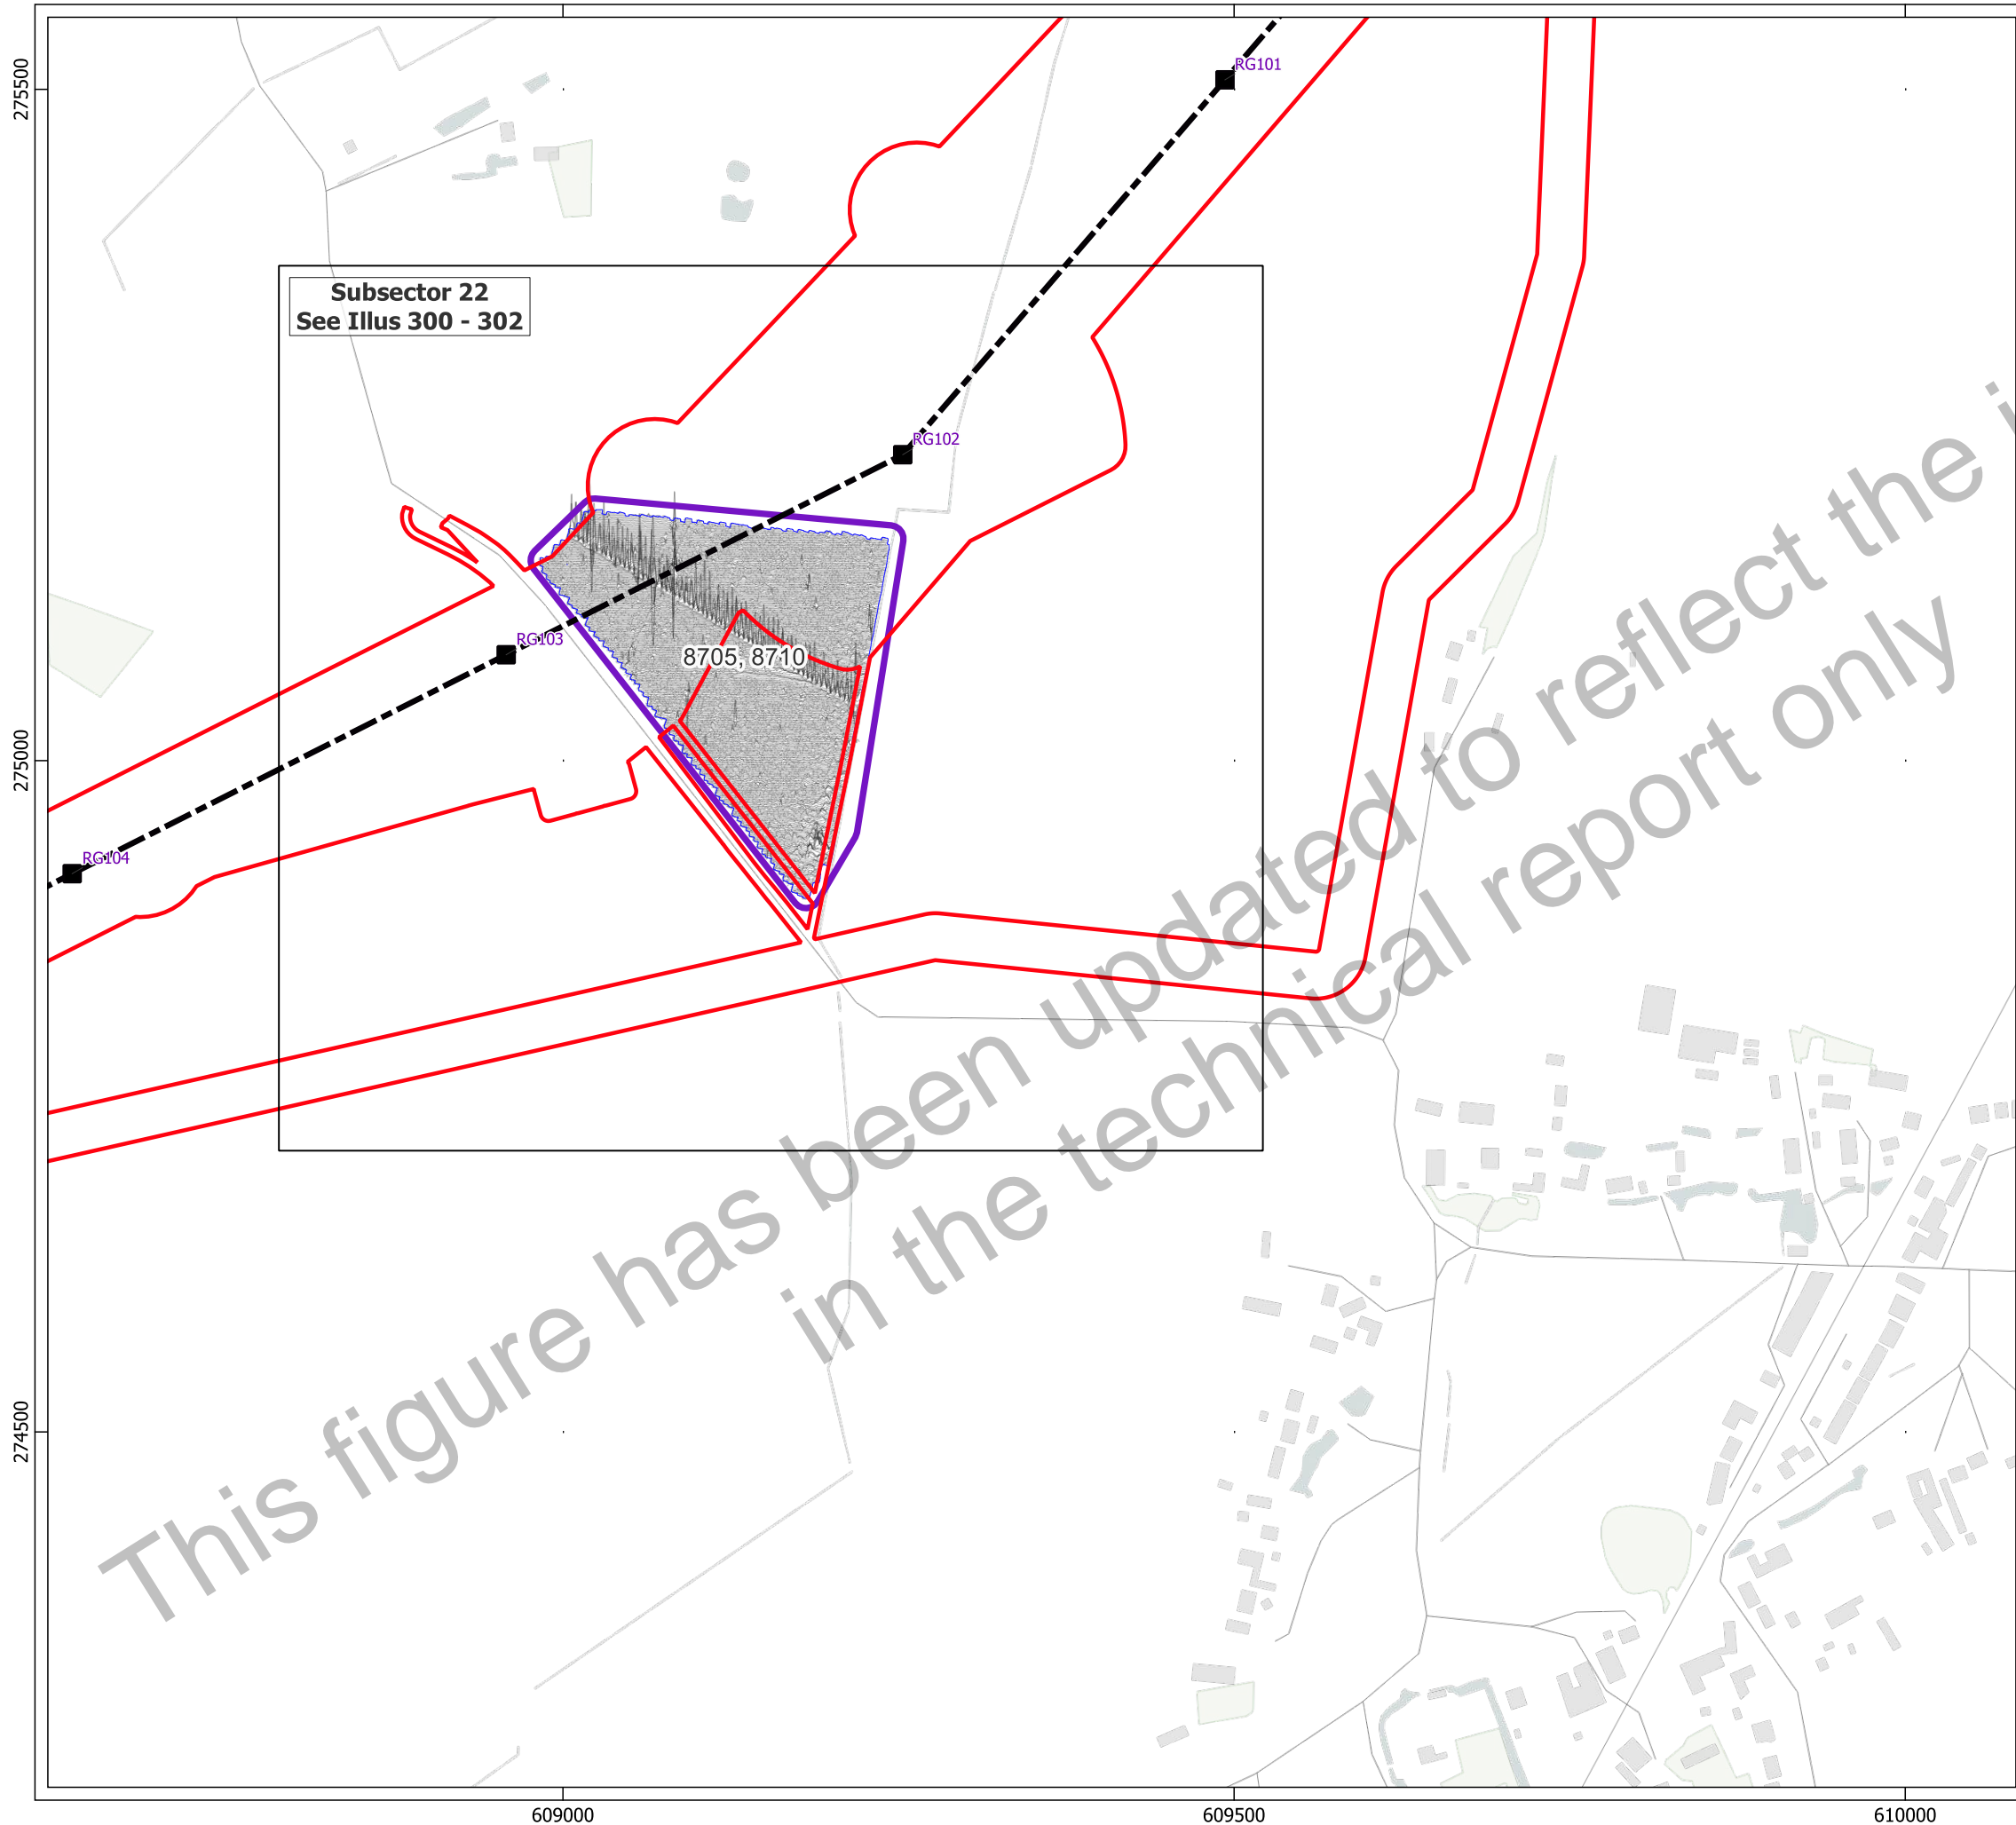 275500
RG101
Subsector 22
See Illus 300 - 302
RG102
RG103
8705, 8710
275000
RG104
This figure has been updated to reflect the
in the technical report only
274500
609000
609500
610000